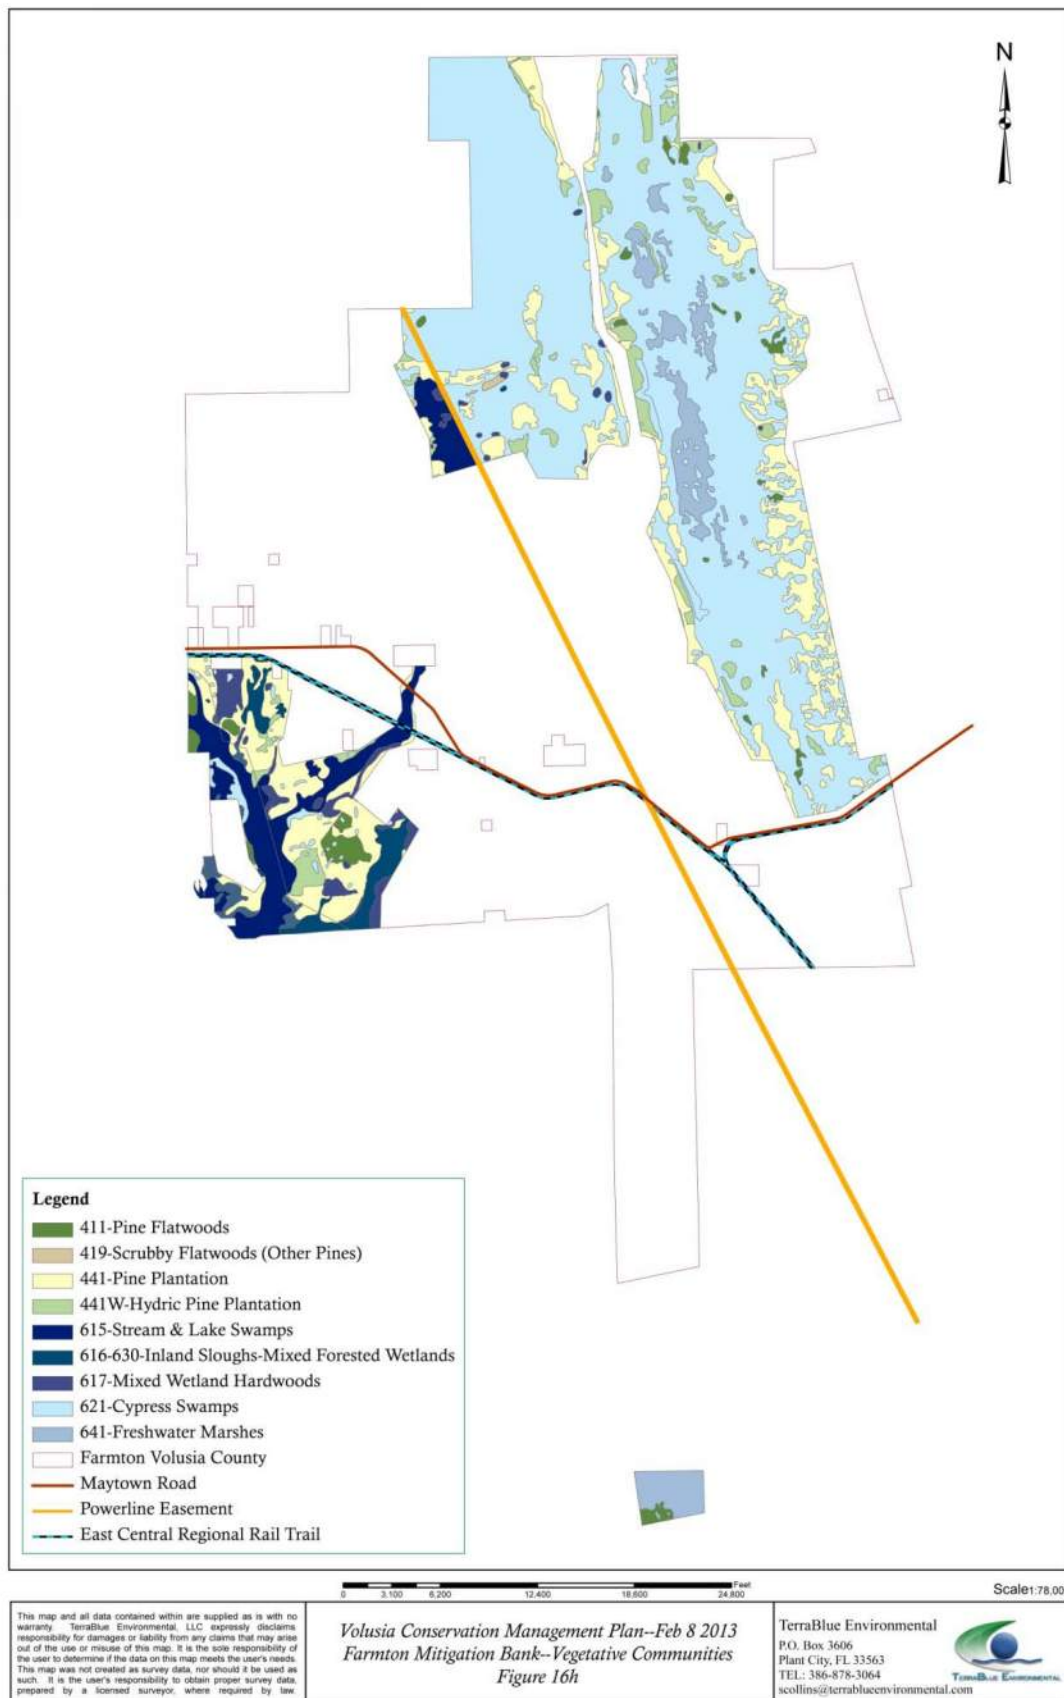 N
Legend
411-Pine Flatwoods
419-Scrubby Flatwoods (Other Pines)
441-Pine Plantation
441W-Hydric Pine Plantation
615-Stream & Lake Swamps
616-630-Inland Sloughs-Mixed Forested Wetlands
617-Mixed Wetland Hardwoods
621-Cypress Swamps
641-Freshwater Marshes
Farmton Volusia County
Maytown Road
Powerline Easement
East Central Regional Rail Trail
Feet
0 3,100 6,200 12,400 18,600 24,800
Scale1:78,00
This map and all data contained within are supplied as is with no
warranty. TerraBlue Environmental, LLC expressly disclaims
responsibility for damages or liability from any claims that may arise
out of the use or misuse of this map. It is the sole responsibility of
the user to determine if the data on this map meets the user's needs.
This map was not created as survey data, nor should it be used as
such. It is the user's responsibility to obtain proper survey data,
prepared by a licensed surveyor, where required by law.
Volusia Conservation Management Plan--Feb 8 2013
Farmton Mitigation Bank--Vegetative Communities
Figure 16h
TerraBlue Environmental
P.O. Box 3606
Plant City, FL 33563
TEL: 386-878-3064
scollins@terrablueenvironmental.com
TERRABLUE ENVIRONMENTAL